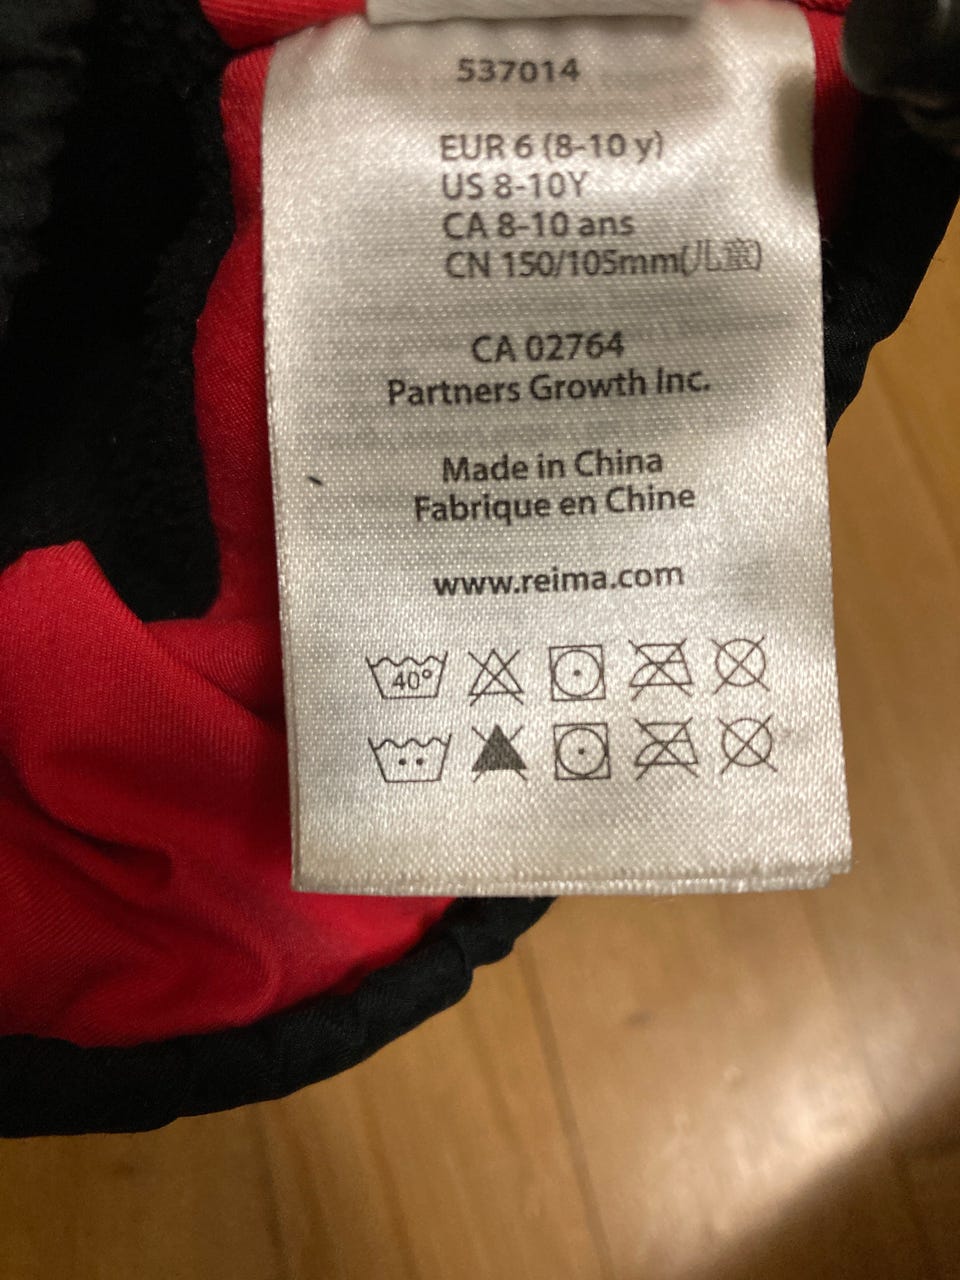 537014
EUR 6 (8-10 y)
US 8-10Y
CA 8-10 ans
CN 150/105mm(儿童)
CA 02764
Partners Growth Inc.
Made in China
Fabrique en Chine
www.reima.com
40°